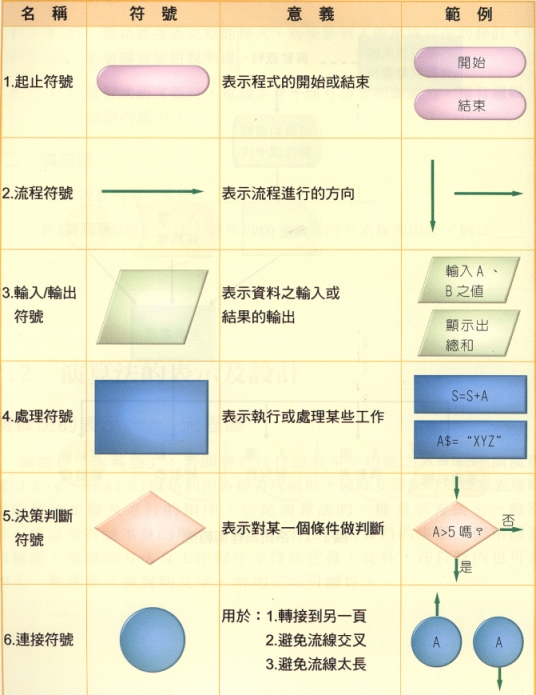 名 稱 符 號 意 義 範 例
1.起止符號 表示程式的開始或結束 開始
結束
2.流程符號 表示流程進行的方向
3.輸入/輸出
符號
表示資料之輸入或
結果的輸出
輸入 A 、
B 之值
顯示出
總和
4.處理符號 表示執行或處理某些工作 S=S+A
A$= “XYZ”
5.決策判斷
符號
表示對某一個條件做判斷 A>5 嗎? 否
是
6.連接符號 用於:1.轉接到另一頁
2.避免流線交叉
3.避免流線太長
A A